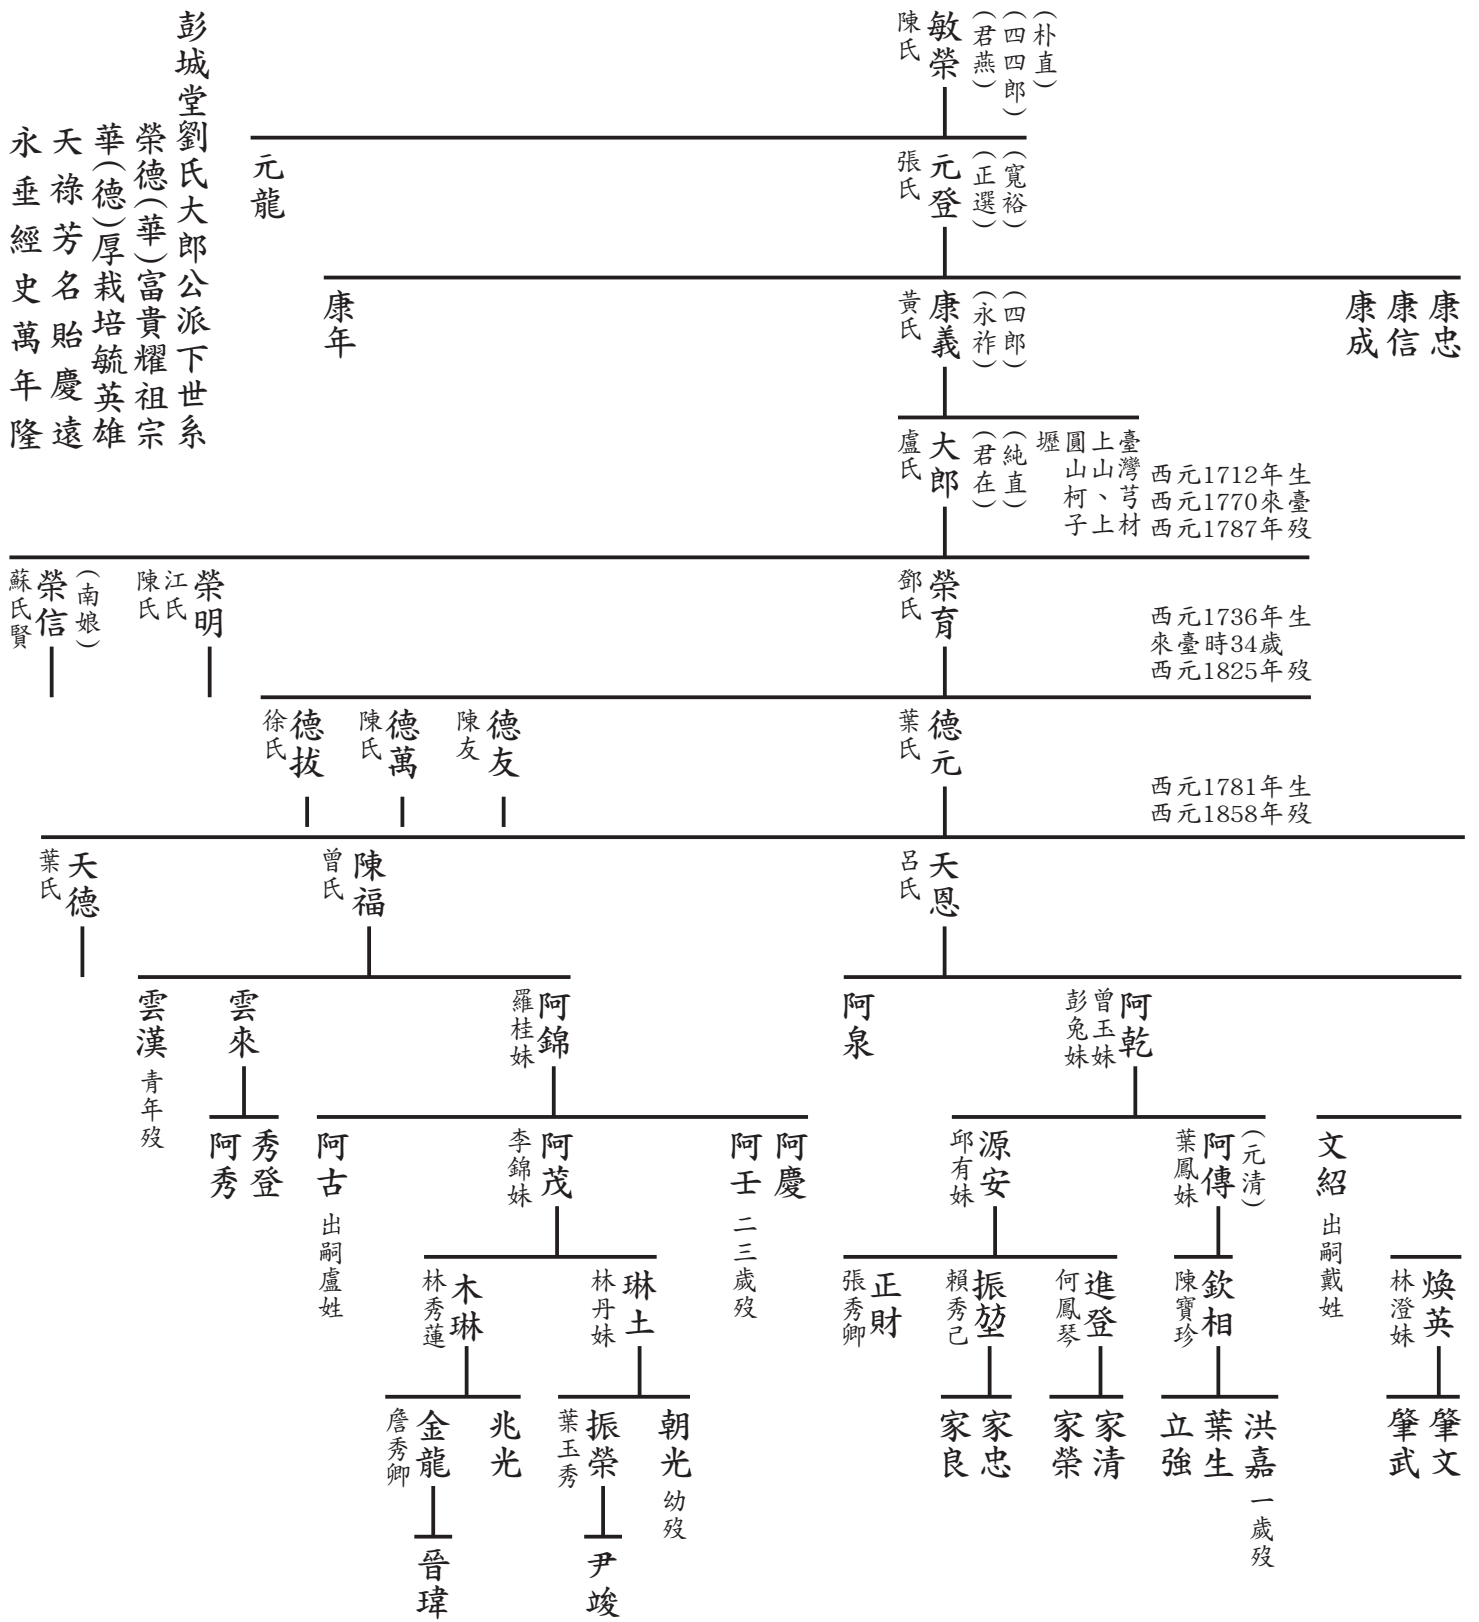 彭城堂劉氏大郎公派下世系
榮德(華)富貴耀祖宗
華(德)厚栽培毓英雄
天祿芳名貽慶遠
永垂經史萬年隆
(朴直)
(四四郎)
(君燕)
敏榮
陳氏
(寬裕)
(正選)
元登
張氏
元龍
康忠
康信
康成
(四郎)
(永祚)
康義
黃氏
康年
西元1712年生
西元1770來臺
西元1787年歿
臺灣芎材
上山、上
圓山柯子
壢
(純直)
(君在)
大郎
盧氏
西元1736年生
來臺時34歲
西元1825年歿
榮育
鄧氏
榮明
江氏
陳氏
(南娘)
榮信
蘇氏賢
西元1781年生
西元1858年歿
德元
葉氏
德友
陳友
德萬
陳氏
德拔
徐氏
天恩
呂氏
陳福
曾氏
天德
葉氏
阿乾
曾玉妹
彭兔妹
阿泉
阿錦
羅桂妹
雲來
雲漢 青年歿
文紹 出嗣戴姓
(元清)
阿傳
葉鳳妹
源安
邱有妹
阿慶
阿壬 二三歲歿
阿茂
李錦妹
阿古 出嗣盧姓
秀登
阿秀
煥英
林澄妹
欽相
陳寶珍
進登
何鳳琴
振堃
賴秀己
正財
張秀卿
琳土
林丹妹
木琳
林秀蓮
肇文
肇武
洪嘉 一歲歿
葉生
立強
家清
家榮
家忠
家良
朝光 幼歿
振榮
葉玉秀
兆光
金龍
詹秀卿
尹竣
晉瑋